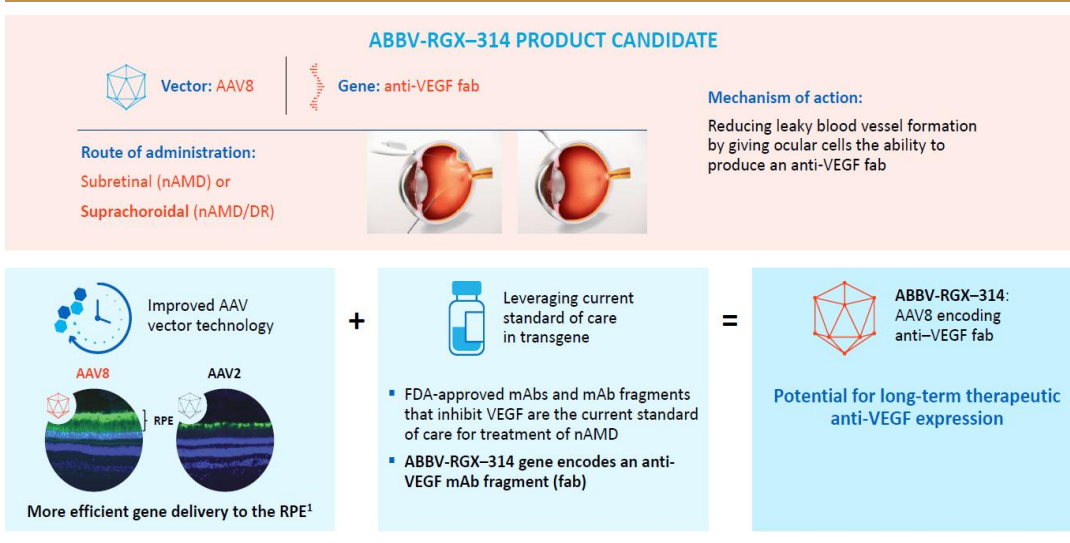 ABBV-RGX–314 PRODUCT CANDIDATE
Vector: AAV8
Gene: anti-VEGF fab
Route of administration:
Subretinal (nAMD) or
Suprachoroidal (nAMD/DR)
Mechanism of action:
Reducing leaky blood vessel formation
by giving ocular cells the ability to
produce an anti-VEGF fab
Improved AAV
vector technology
AAV8
AAV2
RPE
More efficient gene delivery to the RPE¹
+
Leveraging current
standard of care
in transgene
▪ FDA-approved mAbs and mAb fragments
that inhibit VEGF are the current standard
of care for treatment of nAMD
▪ ABBV-RGX–314 gene encodes an anti-
VEGF mAb fragment (fab)
=
ABBV-RGX–314:
AAV8 encoding
anti–VEGF fab
Potential for long-term therapeutic
anti-VEGF expression